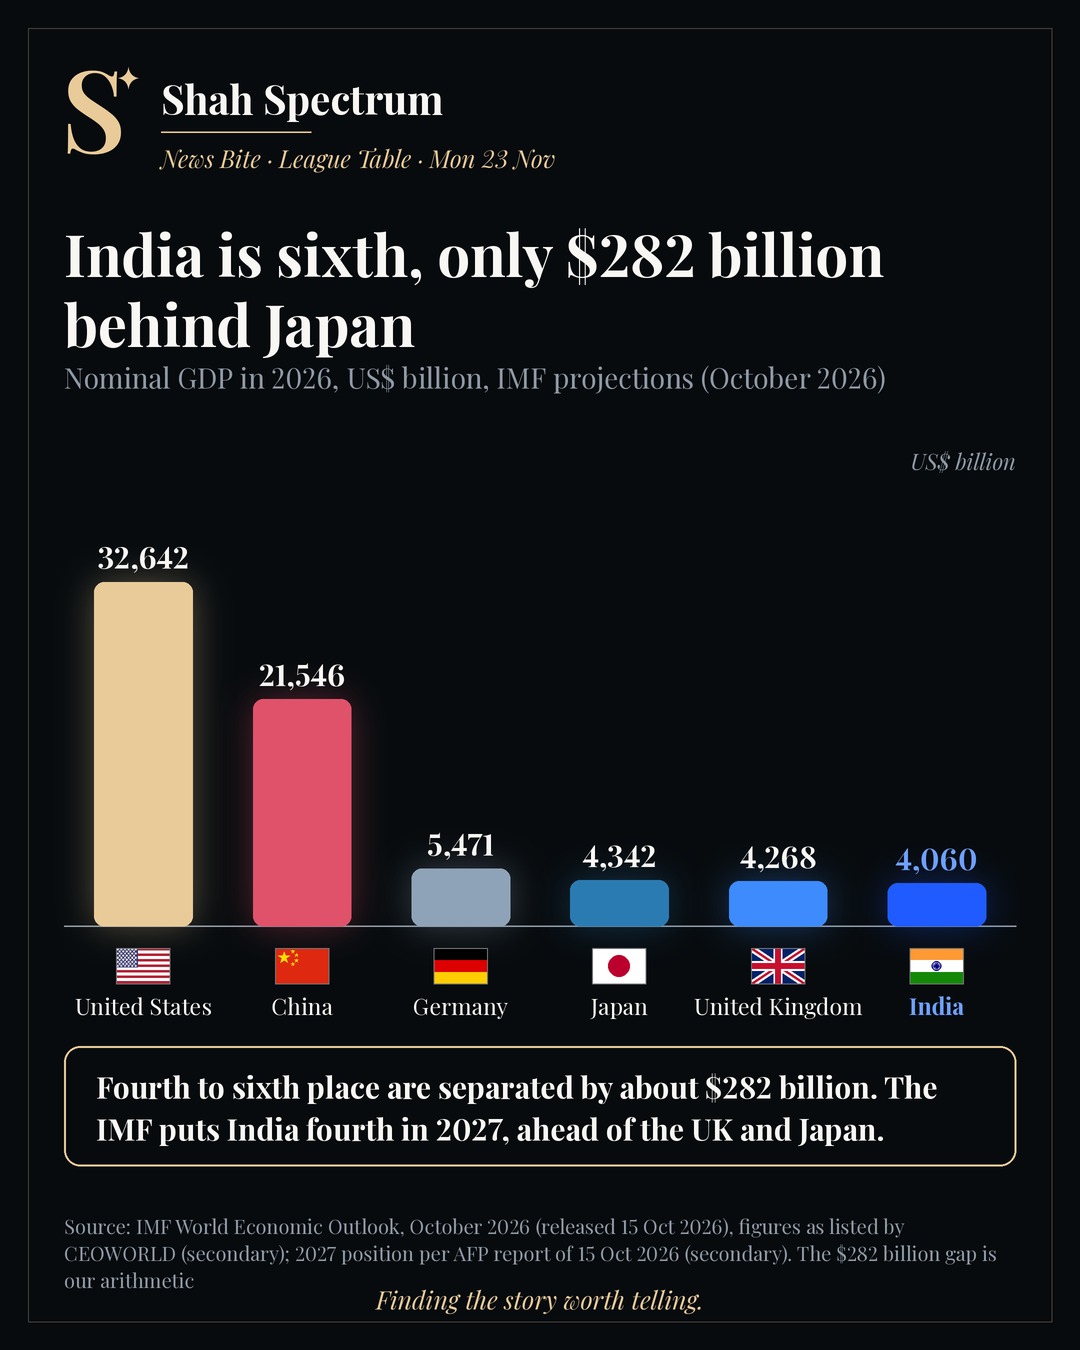 S
Shah Spectrum
News Bite · League Table · Mon 23 Nov
India is sixth, only $282 billion
behind Japan
Nominal GDP in 2026, US$ billion, IMF projections (October 2026)
US$ billion
32,642
21,546
5,471
4,342
4,268
4,060
United States
China
Germany
Japan
United Kingdom
India
Fourth to sixth place are separated by about $282 billion. The
IMF puts India fourth in 2027, ahead of the UK and Japan.
Source: IMF World Economic Outlook, October 2026 (released 15 Oct 2026), figures as listed by
CEOWORLD (secondary); 2027 position per AFP report of 15 Oct 2026 (secondary). The $282 billion gap is
our arithmetic
Finding the story worth telling.